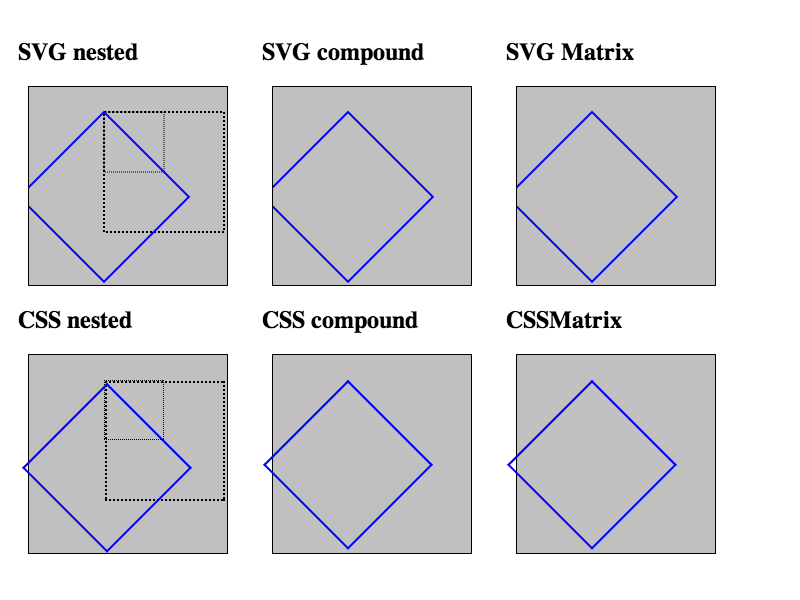 SVG nested
SVG compound
SVG Matrix
CSS nested
CSS compound
CSSMatrix